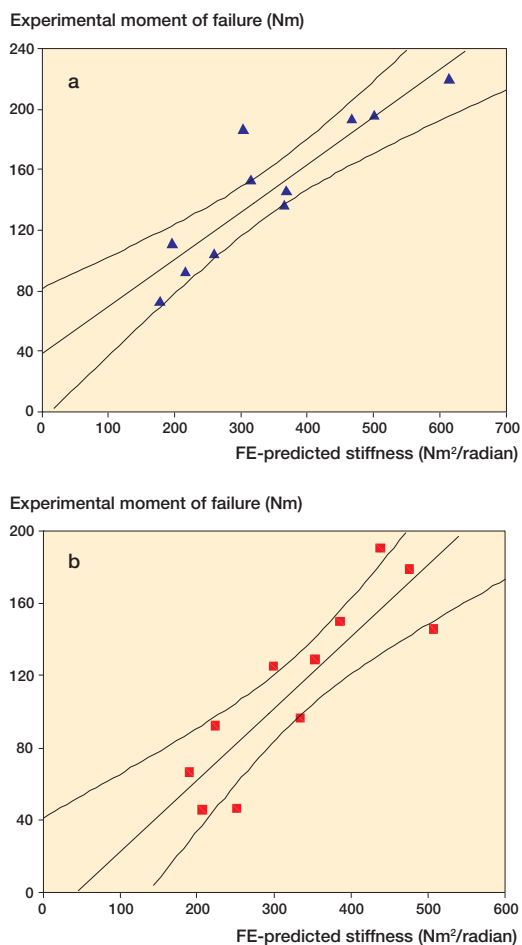 Experimental moment of failure (Nm)
240
a
200
160
120
80
40
0
0 100 200 300 400 500 600 700
FE-predicted stiffness (Nm²/radian)
Experimental moment of failure (Nm)
200
b
160
120
80
40
0
0 100 200 300 400 500 600
FE-predicted stiffness (Nm²/radian)